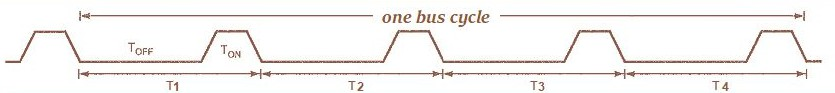 one bus cycle
TOFF TON
T1 T2 T3 T4